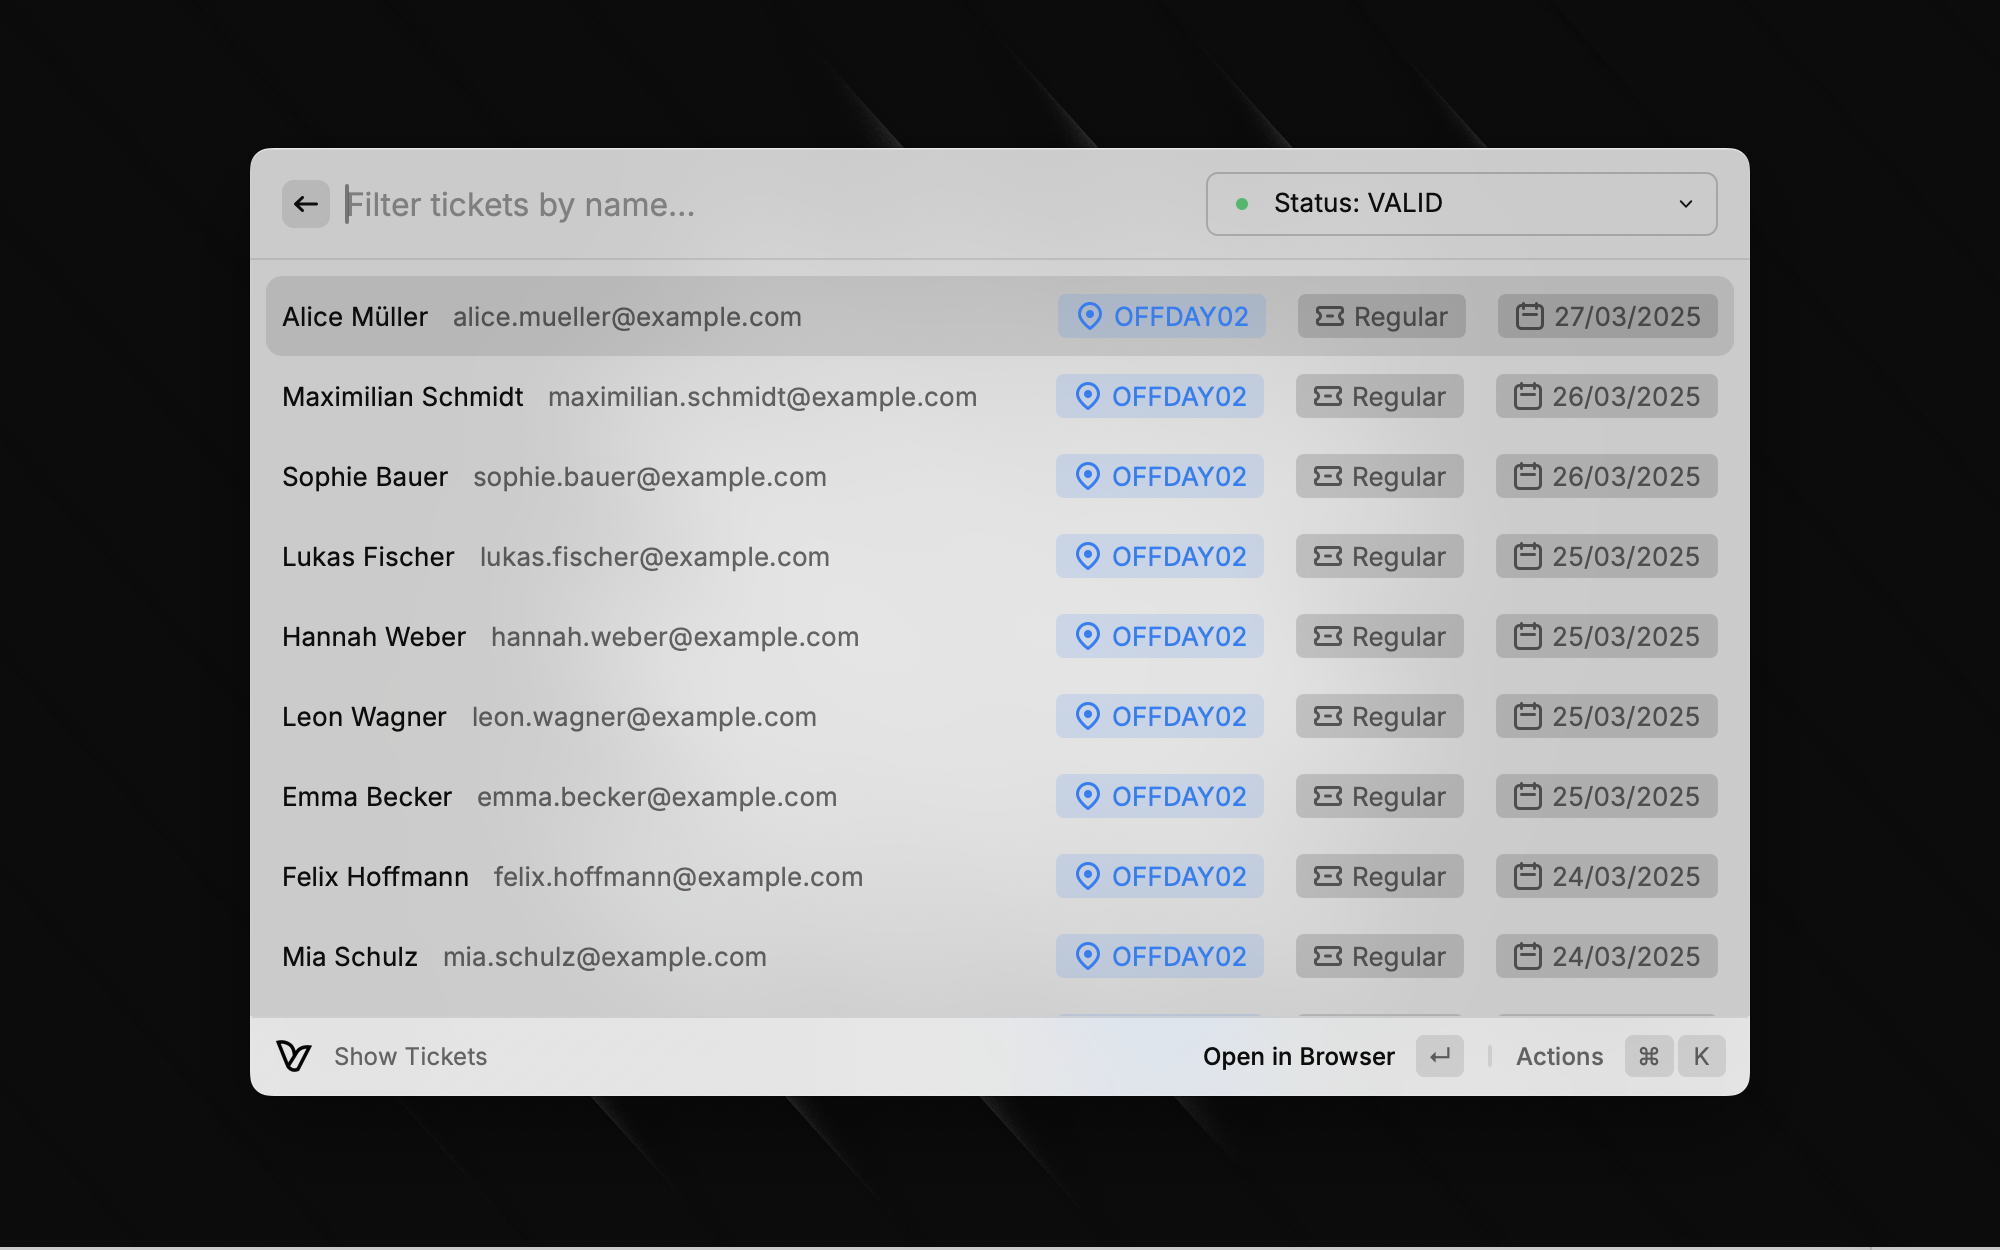 Filter tickets by name...
Status: VALID
Alice Müller alice.mueller@example.com OFFDAY02 Regular 27/03/2025
Maximilian Schmidt maximilian.schmidt@example.com OFFDAY02 Regular 26/03/2025
Sophie Bauer sophie.bauer@example.com OFFDAY02 Regular 26/03/2025
Lukas Fischer lukas.fischer@example.com OFFDAY02 Regular 25/03/2025
Hannah Weber hannah.weber@example.com OFFDAY02 Regular 25/03/2025
Leon Wagner leon.wagner@example.com OFFDAY02 Regular 25/03/2025
Emma Becker emma.becker@example.com OFFDAY02 Regular 25/03/2025
Felix Hoffmann felix.hoffmann@example.com OFFDAY02 Regular 24/03/2025
Mia Schulz mia.schulz@example.com OFFDAY02 Regular 24/03/2025
Show Tickets Open in Browser ↵ Actions ⌘ K